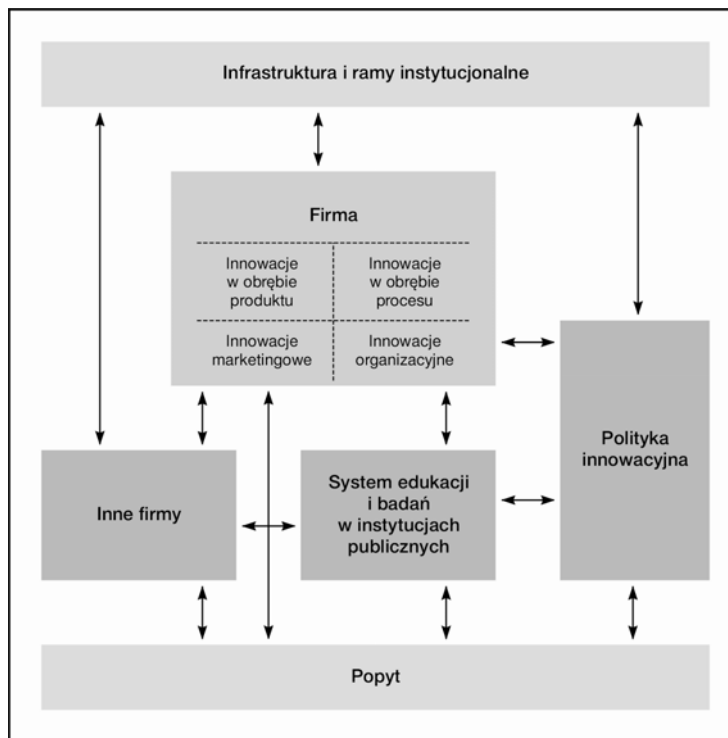 Infrastruktura i ramy instytucjonalne
Firma
Innowacje
w obrębie
produktu
Innowacje
w obrębie
procesu
Innowacje
marketingowe
Innowacje
organizacyjne
Polityka
innowacyjna
Inne firmy
System edukacji
i badań
w instytucjach
publicznych
Popyt